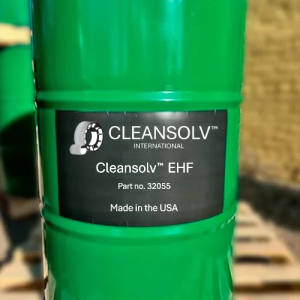 CLEANSOLV™
INTERNATIONAL
Cleansolv™ EHF
Part no. 32055
Made in the USA